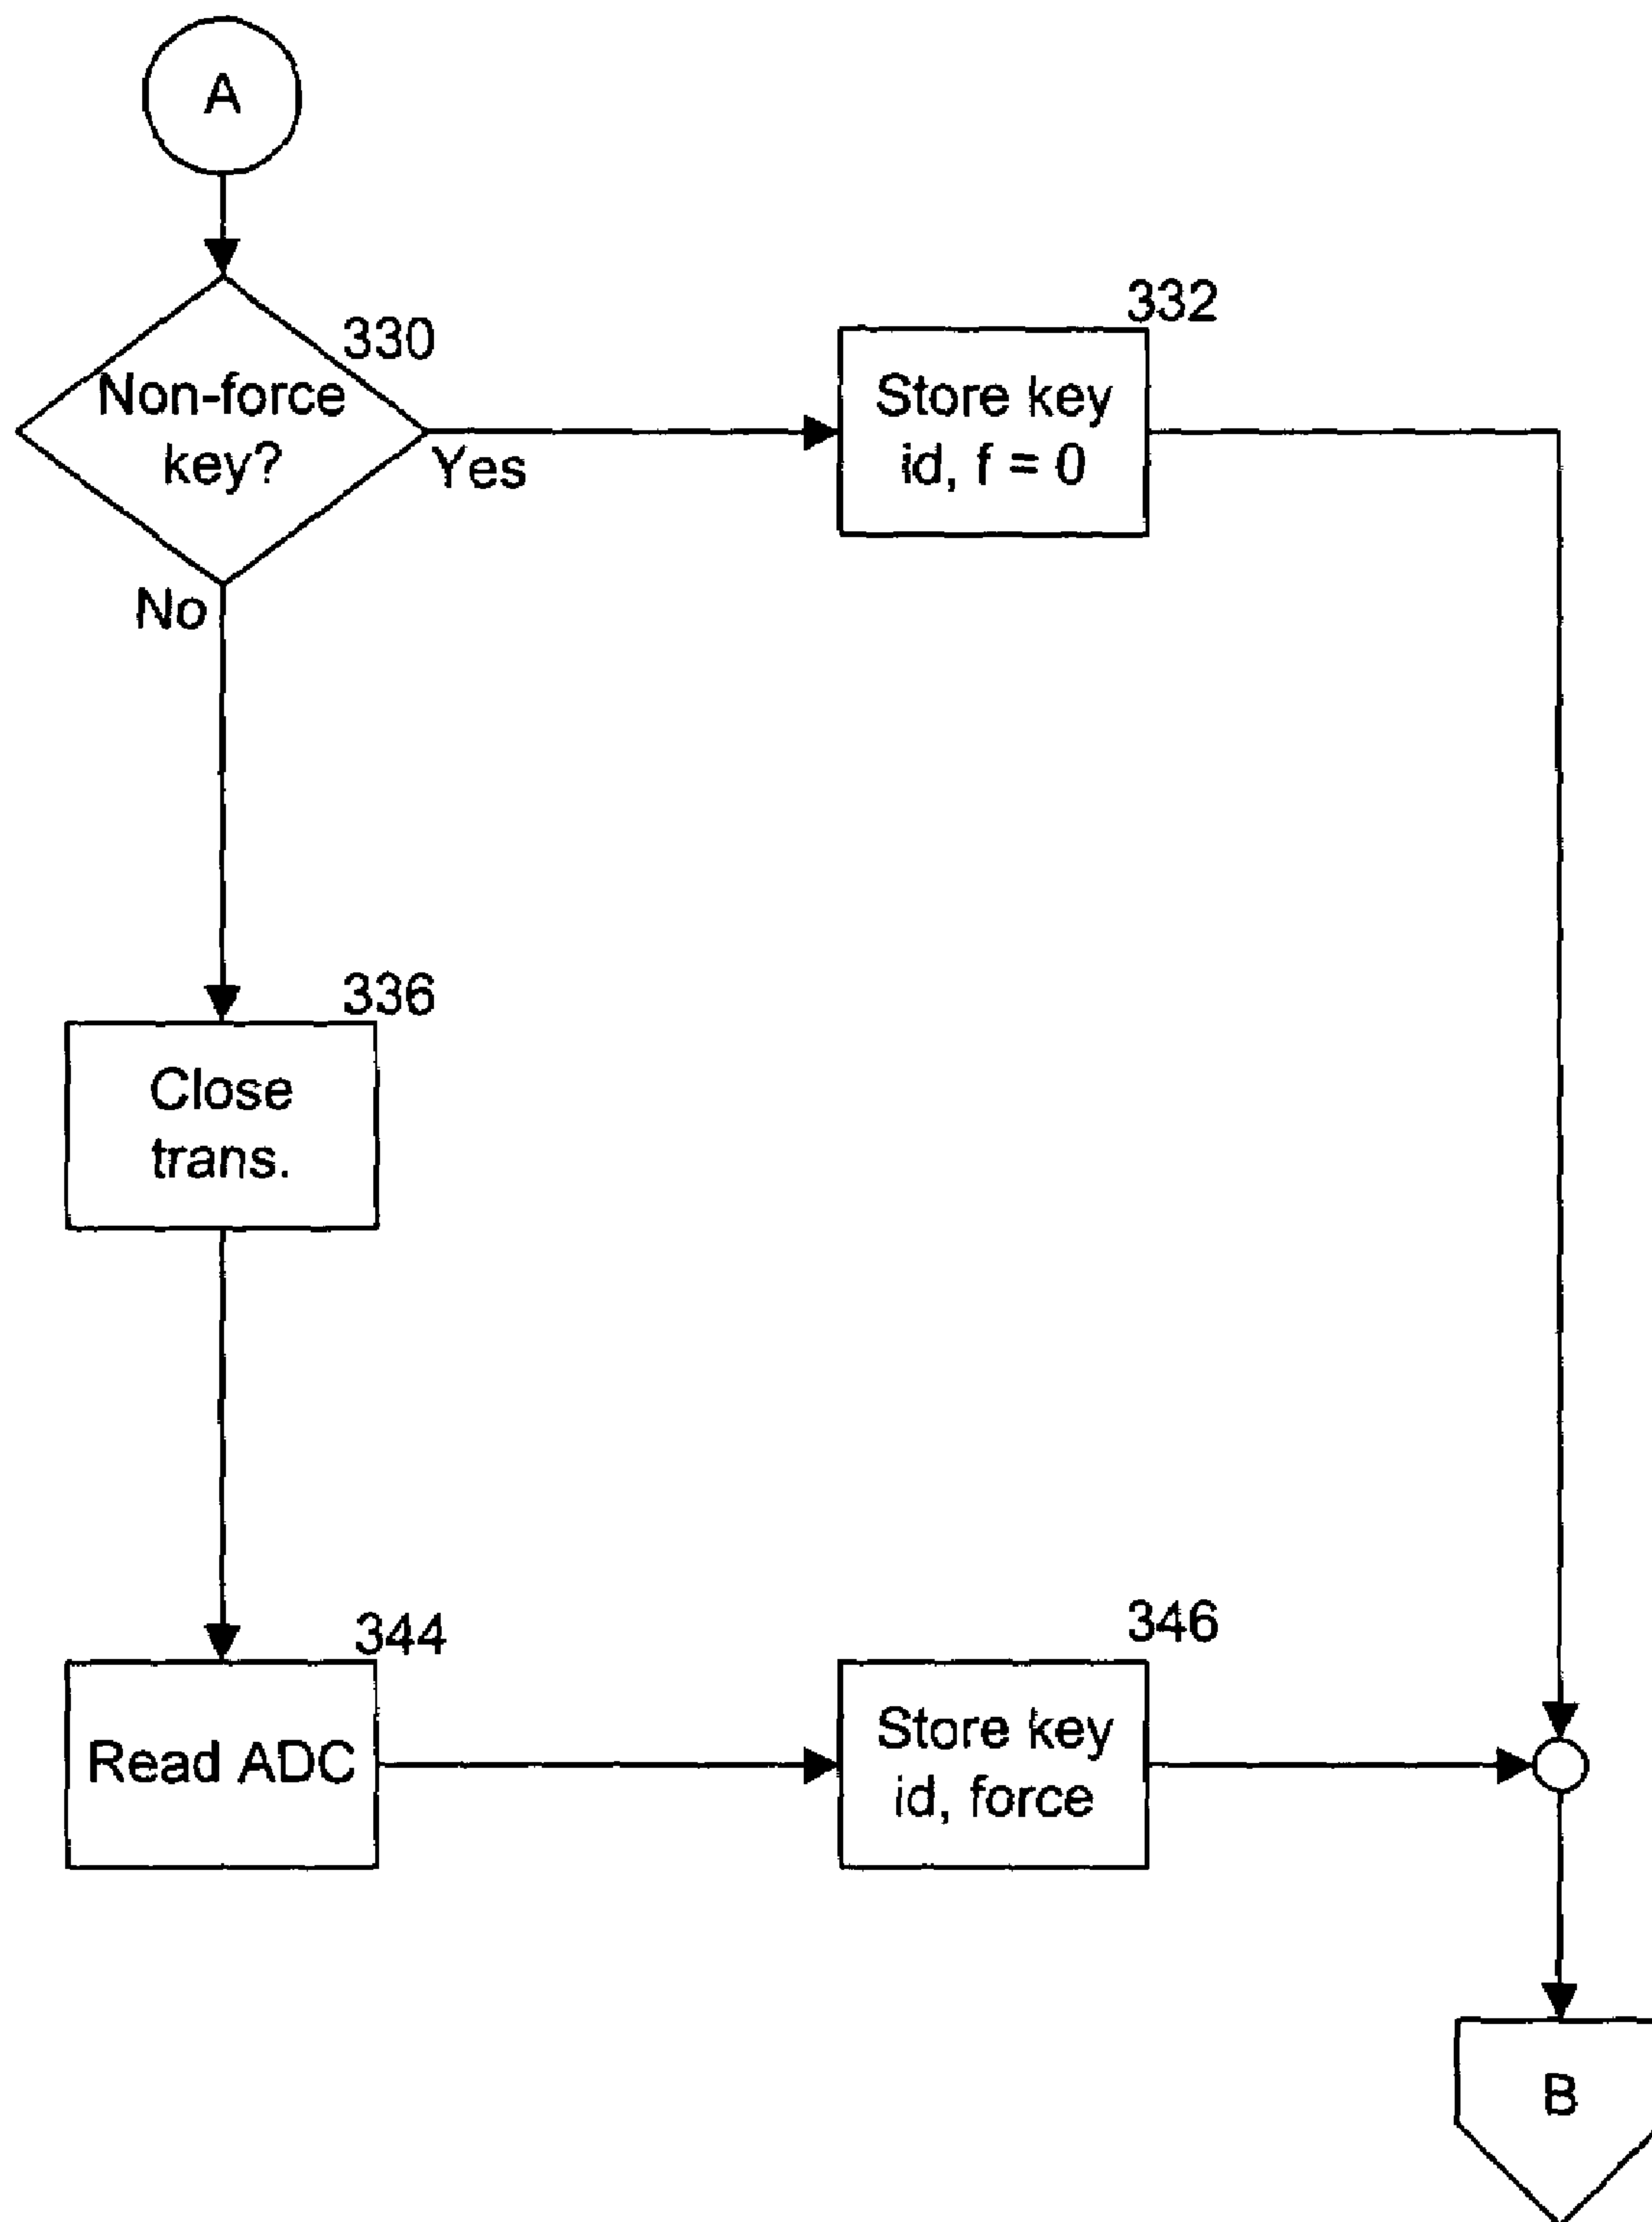 A
330
Non-force
key?
Yes
No
332
Store key
id, f = 0
336
Close
trans.
344
Read ADC
346
Store key
id, force
B